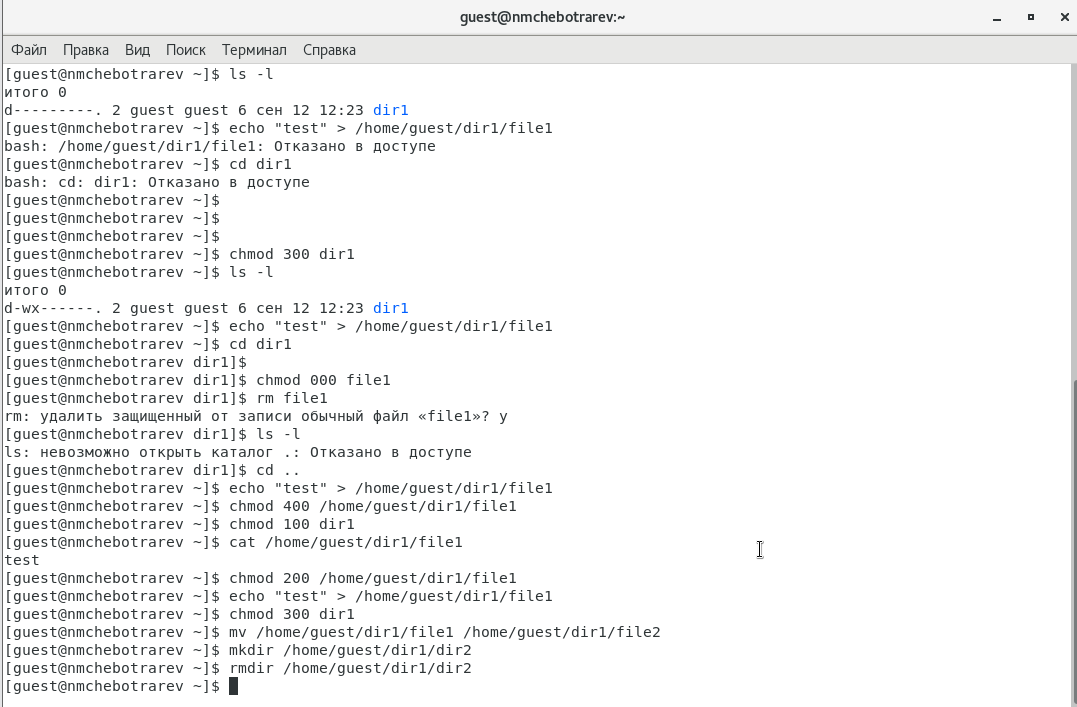 guest@nmchebotrarev:~
Файл Правка Вид Поиск Терминал Справка
[guest@nmchebotrarev ~]$ ls -l
итого 0
d---------. 2 guest guest 6 сен 12 12:23 dir1
[guest@nmchebotrarev ~]$ echo "test" > /home/guest/dir1/file1
bash: /home/guest/dir1/file1: Отказано в доступе
[guest@nmchebotrarev ~]$ cd dir1
bash: cd: dir1: Отказано в доступе
[guest@nmchebotrarev ~]$
[guest@nmchebotrarev ~]$
[guest@nmchebotrarev ~]$
[guest@nmchebotrarev ~]$ chmod 300 dir1
[guest@nmchebotrarev ~]$ ls -l
итого 0
d-wx------. 2 guest guest 6 сен 12 12:23 dir1
[guest@nmchebotrarev ~]$ echo "test" > /home/guest/dir1/file1
[guest@nmchebotrarev ~]$ cd dir1
[guest@nmchebotrarev dir1]$
[guest@nmchebotrarev dir1]$ chmod 000 file1
[guest@nmchebotrarev dir1]$ rm file1
rm: удалить защищенный от записи обычный файл «file1»? y
[guest@nmchebotrarev dir1]$ ls -l
ls: невозможно открыть каталог .: Отказано в доступе
[guest@nmchebotrarev dir1]$ cd ..
[guest@nmchebotrarev ~]$ echo "test" > /home/guest/dir1/file1
[guest@nmchebotrarev ~]$ chmod 400 /home/guest/dir1/file1
[guest@nmchebotrarev ~]$ chmod 100 dir1
[guest@nmchebotrarev ~]$ cat /home/guest/dir1/file1
test
[guest@nmchebotrarev ~]$ chmod 200 /home/guest/dir1/file1
[guest@nmchebotrarev ~]$ echo "test" > /home/guest/dir1/file1
[guest@nmchebotrarev ~]$ chmod 300 dir1
[guest@nmchebotrarev ~]$ mv /home/guest/dir1/file1 /home/guest/dir1/file2
[guest@nmchebotrarev ~]$ mkdir /home/guest/dir1/dir2
[guest@nmchebotrarev ~]$ rmdir /home/guest/dir1/dir2
[guest@nmchebotrarev ~]$